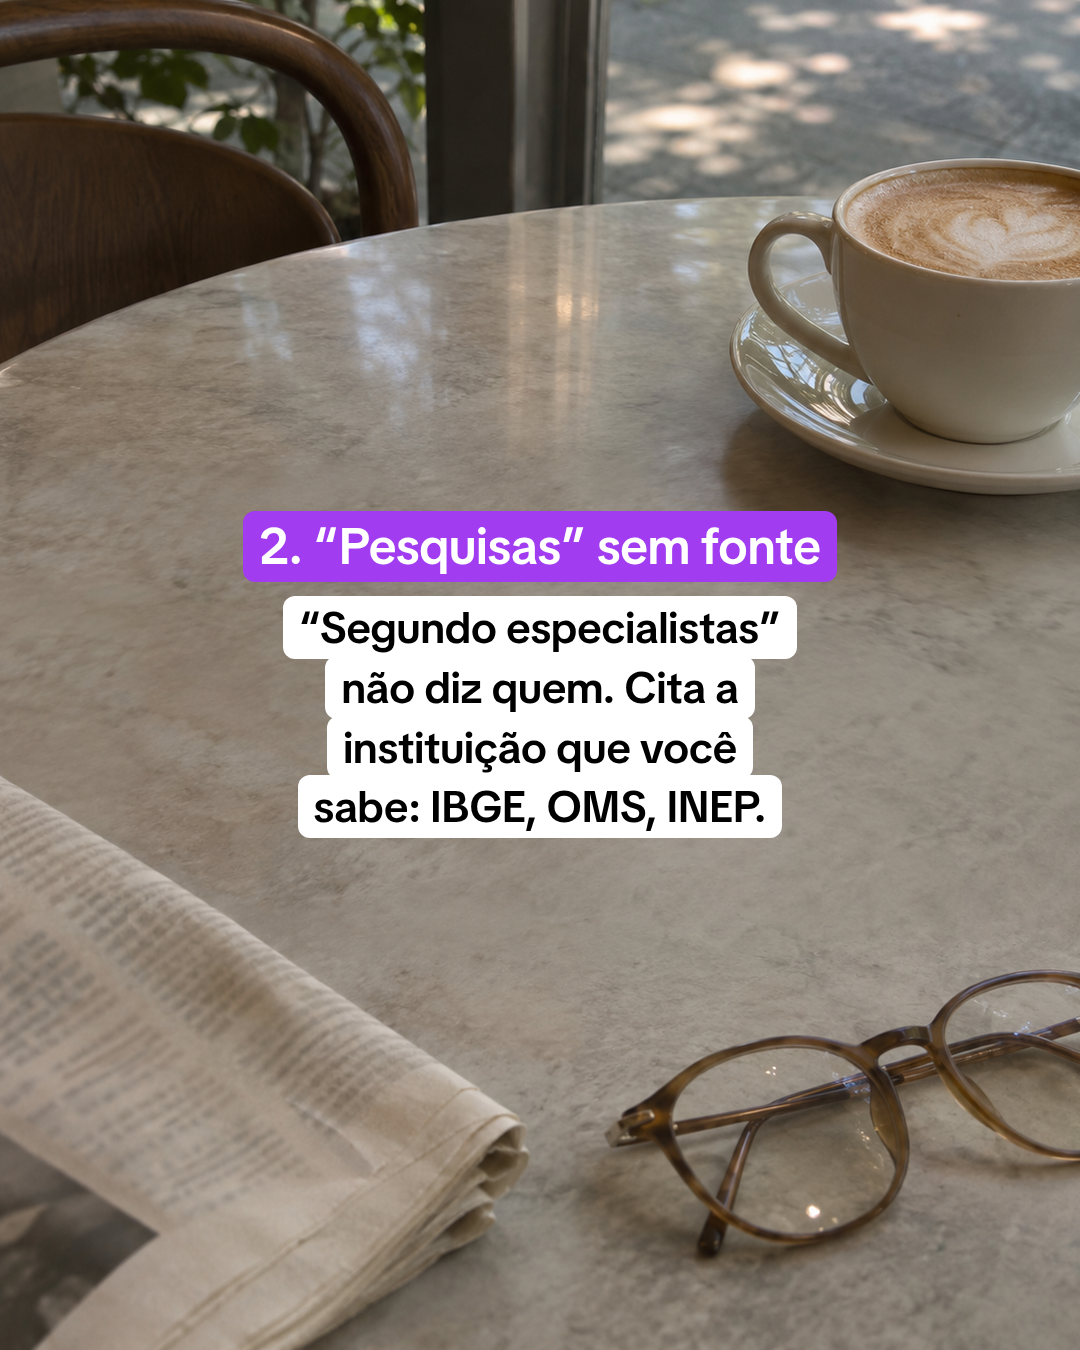 2. “Pesquisas” sem fonte
“Segundo especialistas”
não diz quem. Cita a
instituição que você
sabe: IBGE, OMS, INEP.